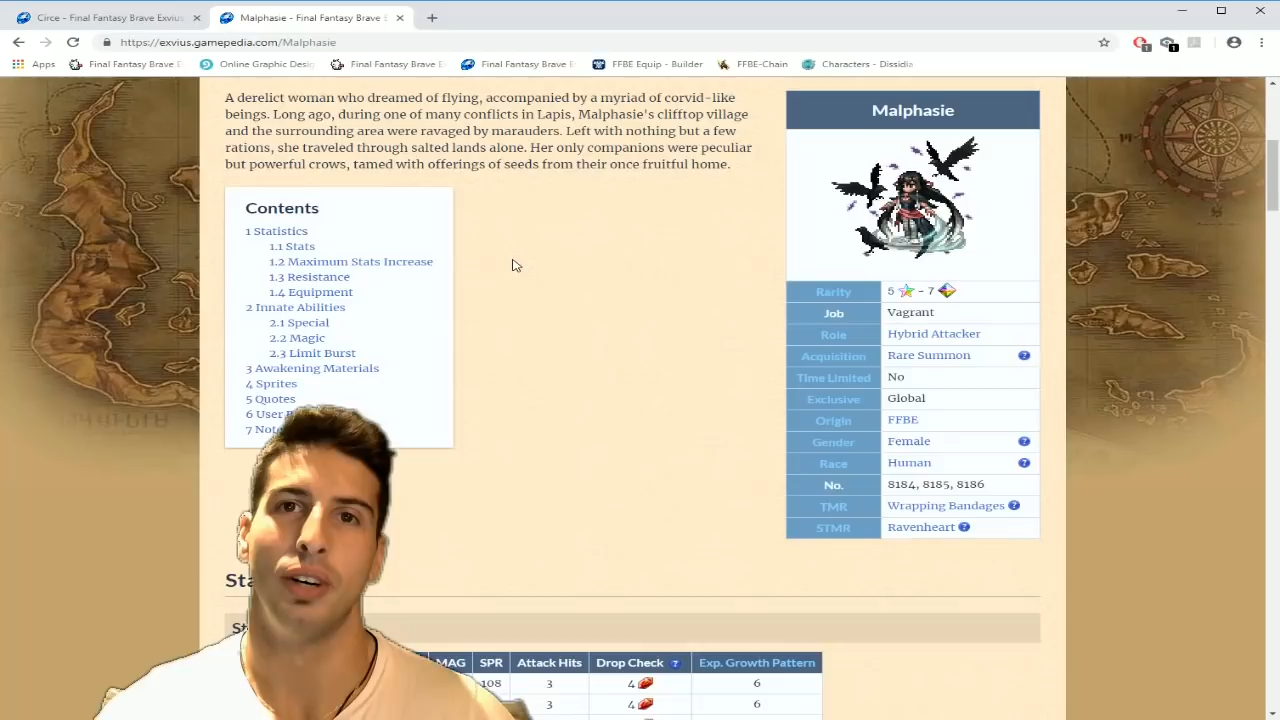 Circe - Final Fantasy Brave Exvius
Malphasie - Final Fantasy Brave E
https://exvius.gamepedia.com/Malphasie
Apps
Final Fantasy Brave E
Online Graphic Desig
Final Fantasy Brave E
Final Fantasy Brave E
FFBE Equip - Builder
FFBE-Chain
Characters - Dissidia
A derelict woman who dreamed of flying, accompanied by a myriad of corvid-like
beings. Long ago, during one of many conflicts in Lapis, Malphasie's clifftop village
and the surrounding area were ravaged by marauders. Left with nothing but a few
rations, she traveled through salted lands alone. Her only companions were peculiar
but powerful crows, tamed with offerings of seeds from their once fruitful home.
Contents
1 Statistics
1.1 Stats
1.2 Maximum Stats Increase
1.3 Resistance
1.4 Equipment
2 Innate Abilities
2.1 Special
2.2 Magic
2.3 Limit Burst
3 Awakening Materials
4 Sprites
5 Quotes
6 User
7 Not
Malphasie
Rarity 5 - 7
Job Vagrant
Role Hybrid Attacker
Acquisition Rare Summon ?
Time Limited No
Exclusive Global
Origin FFBE
Gender Female ?
Race Human ?
No. 8184, 8185, 8186
TMR Wrapping Bandages ?
STMR Ravenheart ?
Sta
St
MAG SPR Attack Hits Drop Check ? Exp. Growth Pattern
108 3 4 6
3 4 6